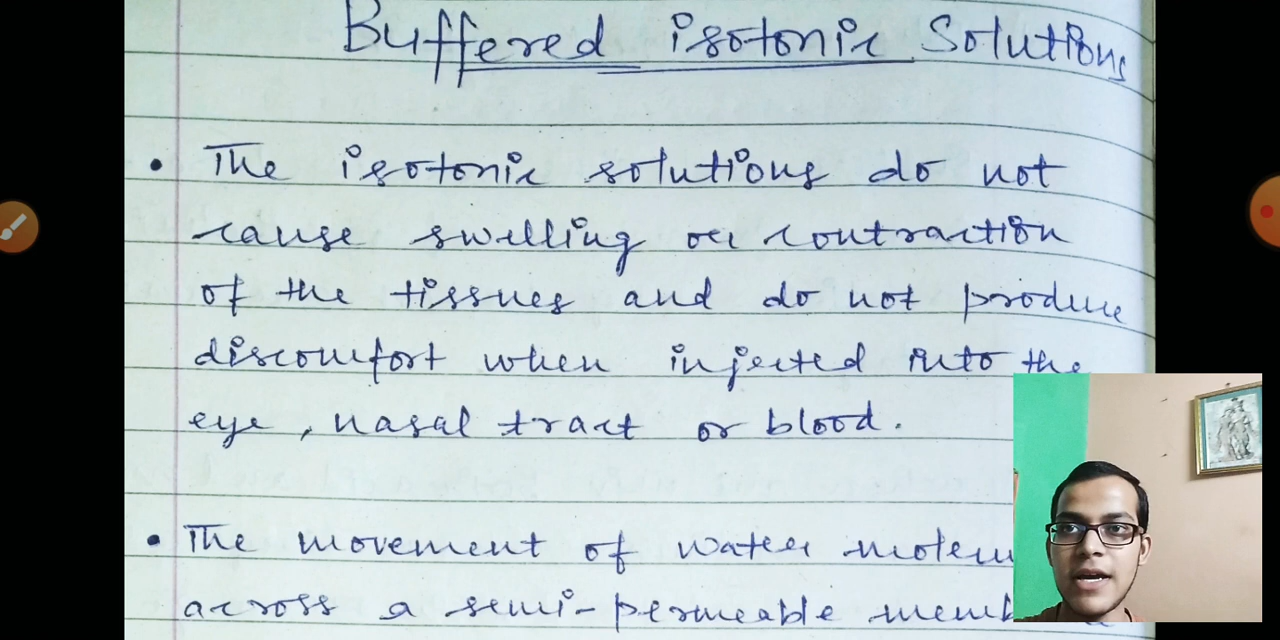 Buffered isotonic Solutions
• The isotonic solutions do not
cause swelling or contraction
of the tissues and do not produce
discomfort when injected into the
eye, nasal tract or blood.
• The movement of water
across a semi-permeable